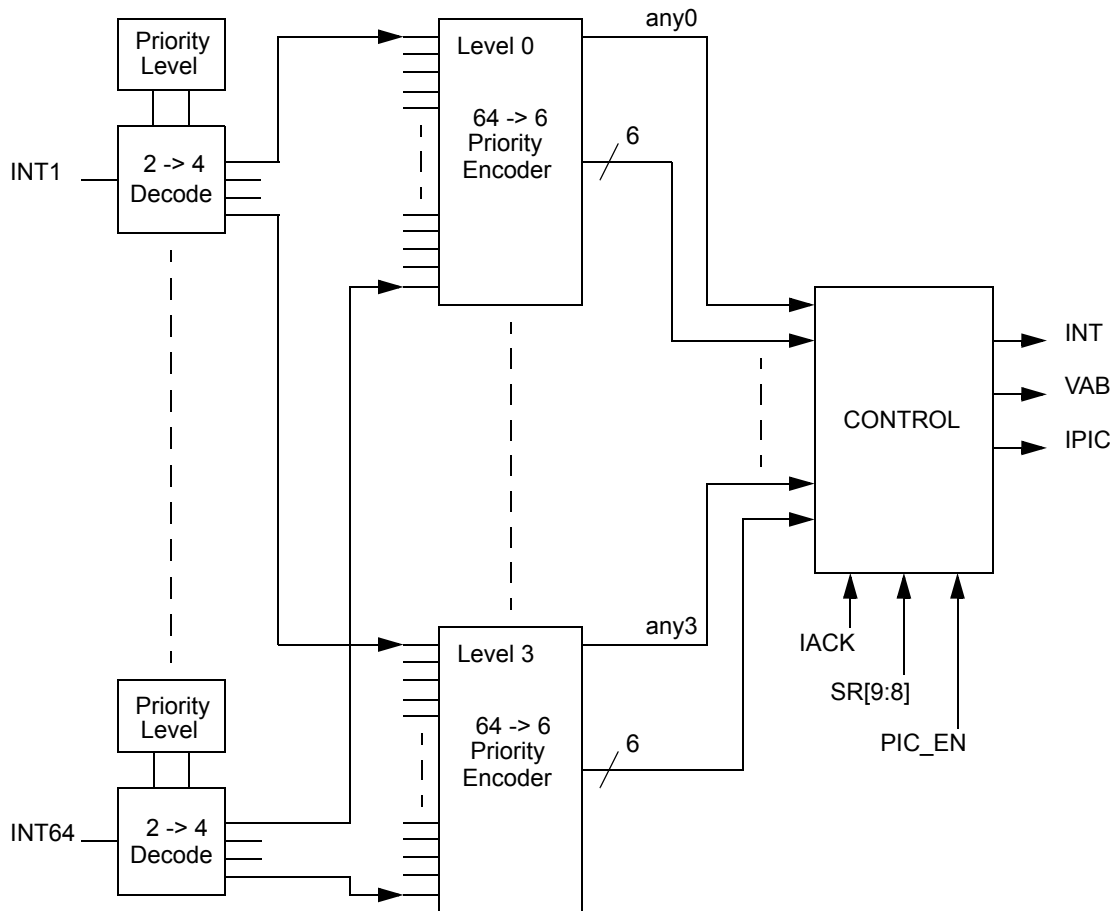 any0
Priority
Level
Level 0
64 -> 6
Priority
Encoder
6
2 -> 4
Decode
INT1
INT
VAB
IPIC
CONTROL
any3
IACK
SR[9:8]
PIC_EN
Level 3
64 -> 6
Priority
Encoder
6
Priority
Level
INT64
2 -> 4
Decode